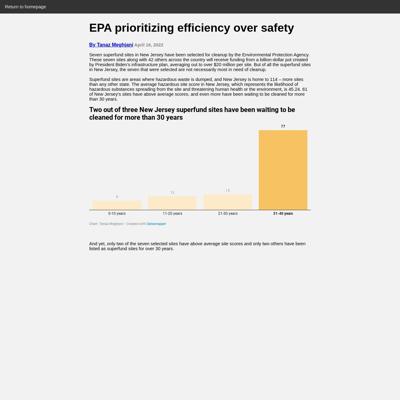 Return to homepage
EPA prioritizing efficiency over safety
By Tanaz Meghjani April 16, 2022
Seven superfund sites in New Jersey have been selected for cleanup by the Environmental Protection Agency.
These seven sites along with 42 others across the country will receive funding from a billion-dollar pot created
by President Biden's infrastructure plan, averaging out to over $20 million per site. But of all the superfund sites
in New Jersey, the seven that were selected are not necessarily most in need of cleanup.
Superfund sites are areas where hazardous waste is dumped, and New Jersey is home to 114 – more sites
than any other state. The average hazardous site score in New Jersey, which represents the likelihood of
hazardous substances spreading from the site and threatening human health or the environment, is 45.24. 61
of New Jersey's sites have above average scores, and even more have been waiting to be cleaned for more
than 30 years.
Two out of three New Jersey superfund sites have been waiting to be
cleaned for more than 30 years
77
0-10 years
11-20 years
21-30 years
31-40 years
Chart: Tanaz Meghjani · Created with Datawrapper
And yet, only two of the seven selected sites have above average site scores and only two others have been
listed as superfund sites for over 30 years.